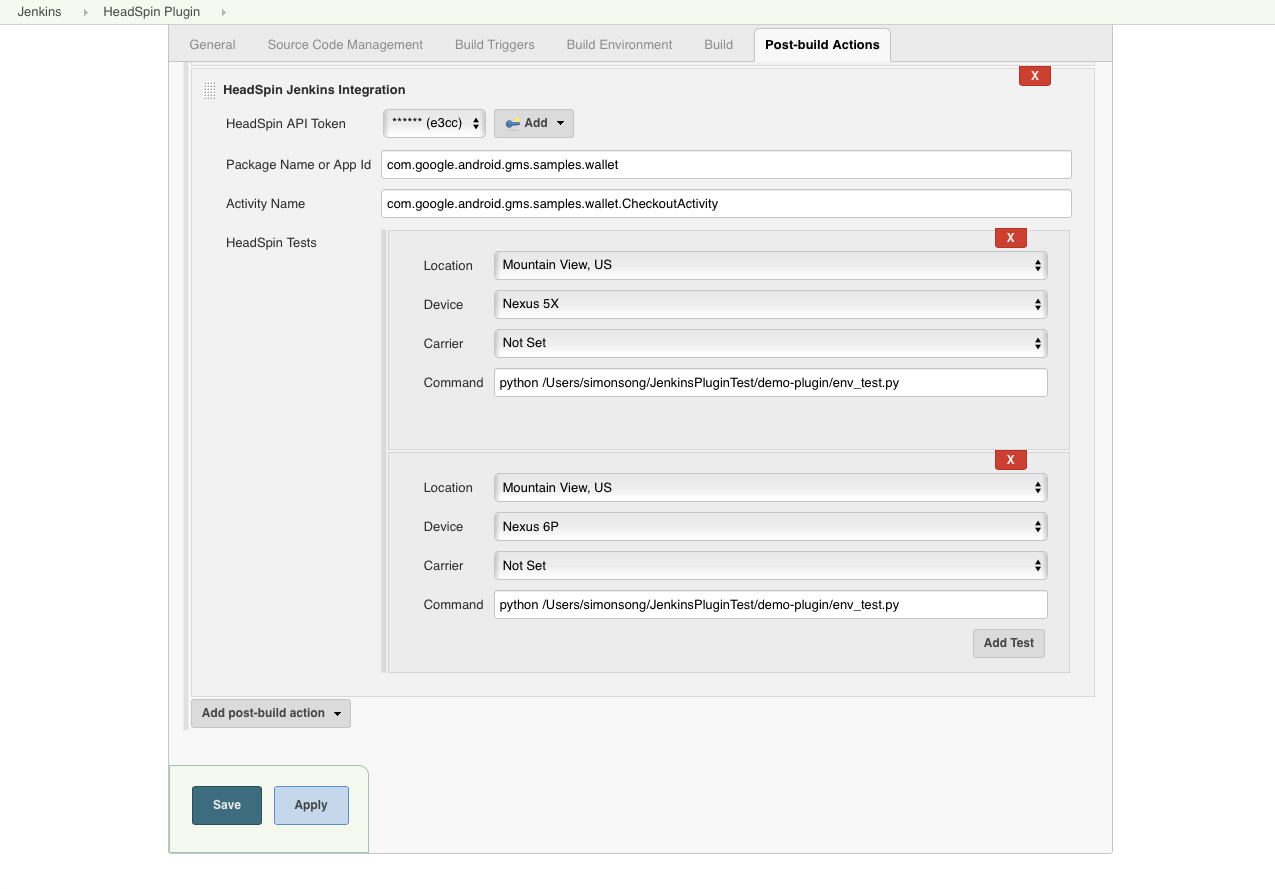 Jenkins HeadSpin Plugin
General Source Code Management Build Triggers Build Environment Build Post-build Actions
X
HeadSpin Jenkins Integration
HeadSpin API Token ****** (e3cc) Add
Package Name or App Id com.google.android.gms.samples.wallet
Activity Name com.google.android.gms.samples.wallet.CheckoutActivity
HeadSpin Tests
X
Location Mountain View, US
Device Nexus 5X
Carrier Not Set
Command python /Users/simonsong/JenkinsPluginTest/demo-plugin/env_test.py
X
Location Mountain View, US
Device Nexus 6P
Carrier Not Set
Command python /Users/simonsong/JenkinsPluginTest/demo-plugin/env_test.py
Add Test
Add post-build action
Save Apply